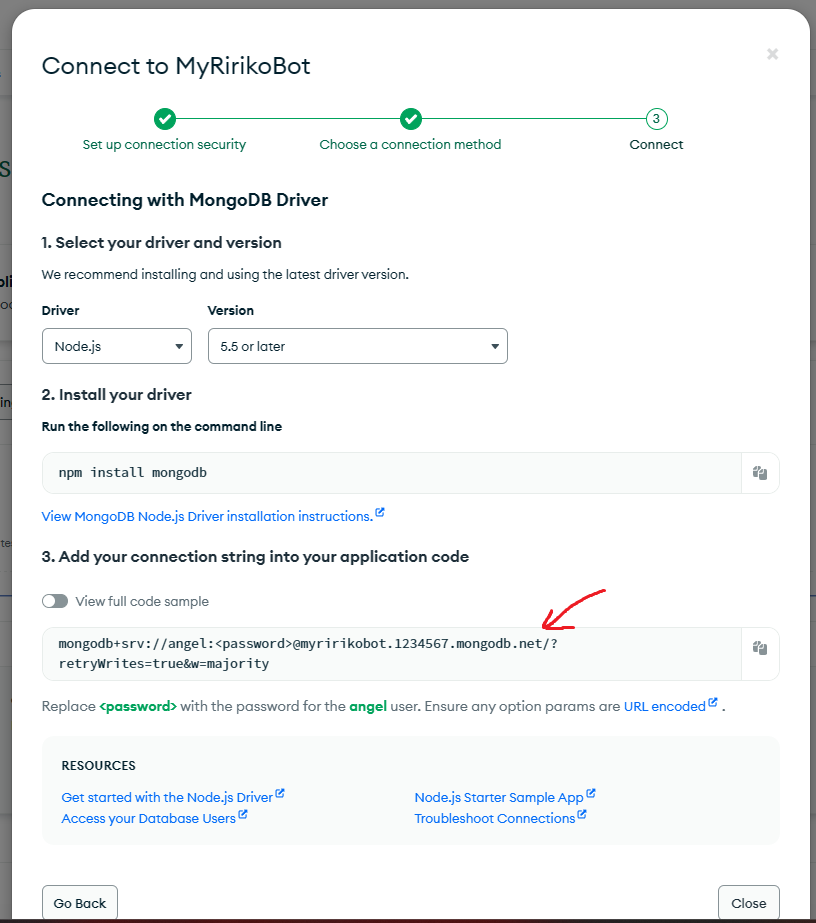 Connect to MyRirikoBot
3
Set up connection security
Choose a connection method
Connect
Connecting with MongoDB Driver
1. Select your driver and version
We recommend installing and using the latest driver version.
Driver
Version
Node.js
5.5 or later
2. Install your driver
Run the following on the command line
npm install mongodb
View MongoDB Node.js Driver installation instructions.
3. Add your connection string into your application code
View full code sample
mongodb+srv://angel:<password>@myririkobot.1234567.mongodb.net/?
retryWrites=true&w=majority
Replace <password> with the password for the angel user. Ensure any option params are URL encoded .
RESOURCES
Get started with the Node.js Driver
Node.js Starter Sample App
Access your Database Users
Troubleshoot Connections
Go Back
Close